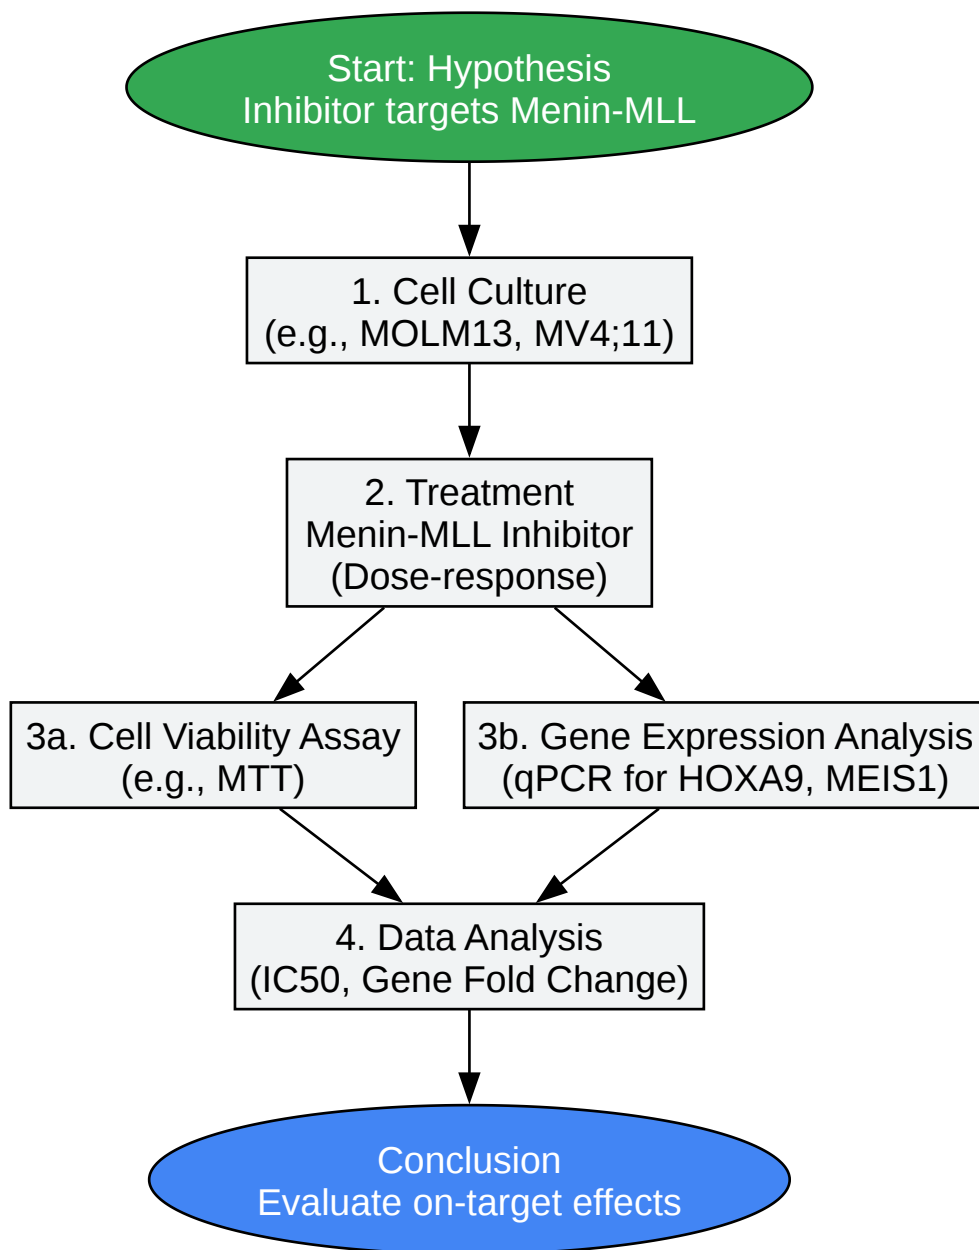 Start: Hypothesis
Inhibitor targets Menin-MLL
1. Cell Culture
(e.g., MOLM13, MV4;11)
2. Treatment
Menin-MLL Inhibitor
(Dose-response)
3a. Cell Viability Assay
(e.g., MTT)
3b. Gene Expression Analysis
(qPCR for HOXA9, MEIS1)
4. Data Analysis
(IC50, Gene Fold Change)
Conclusion
Evaluate on-target effects